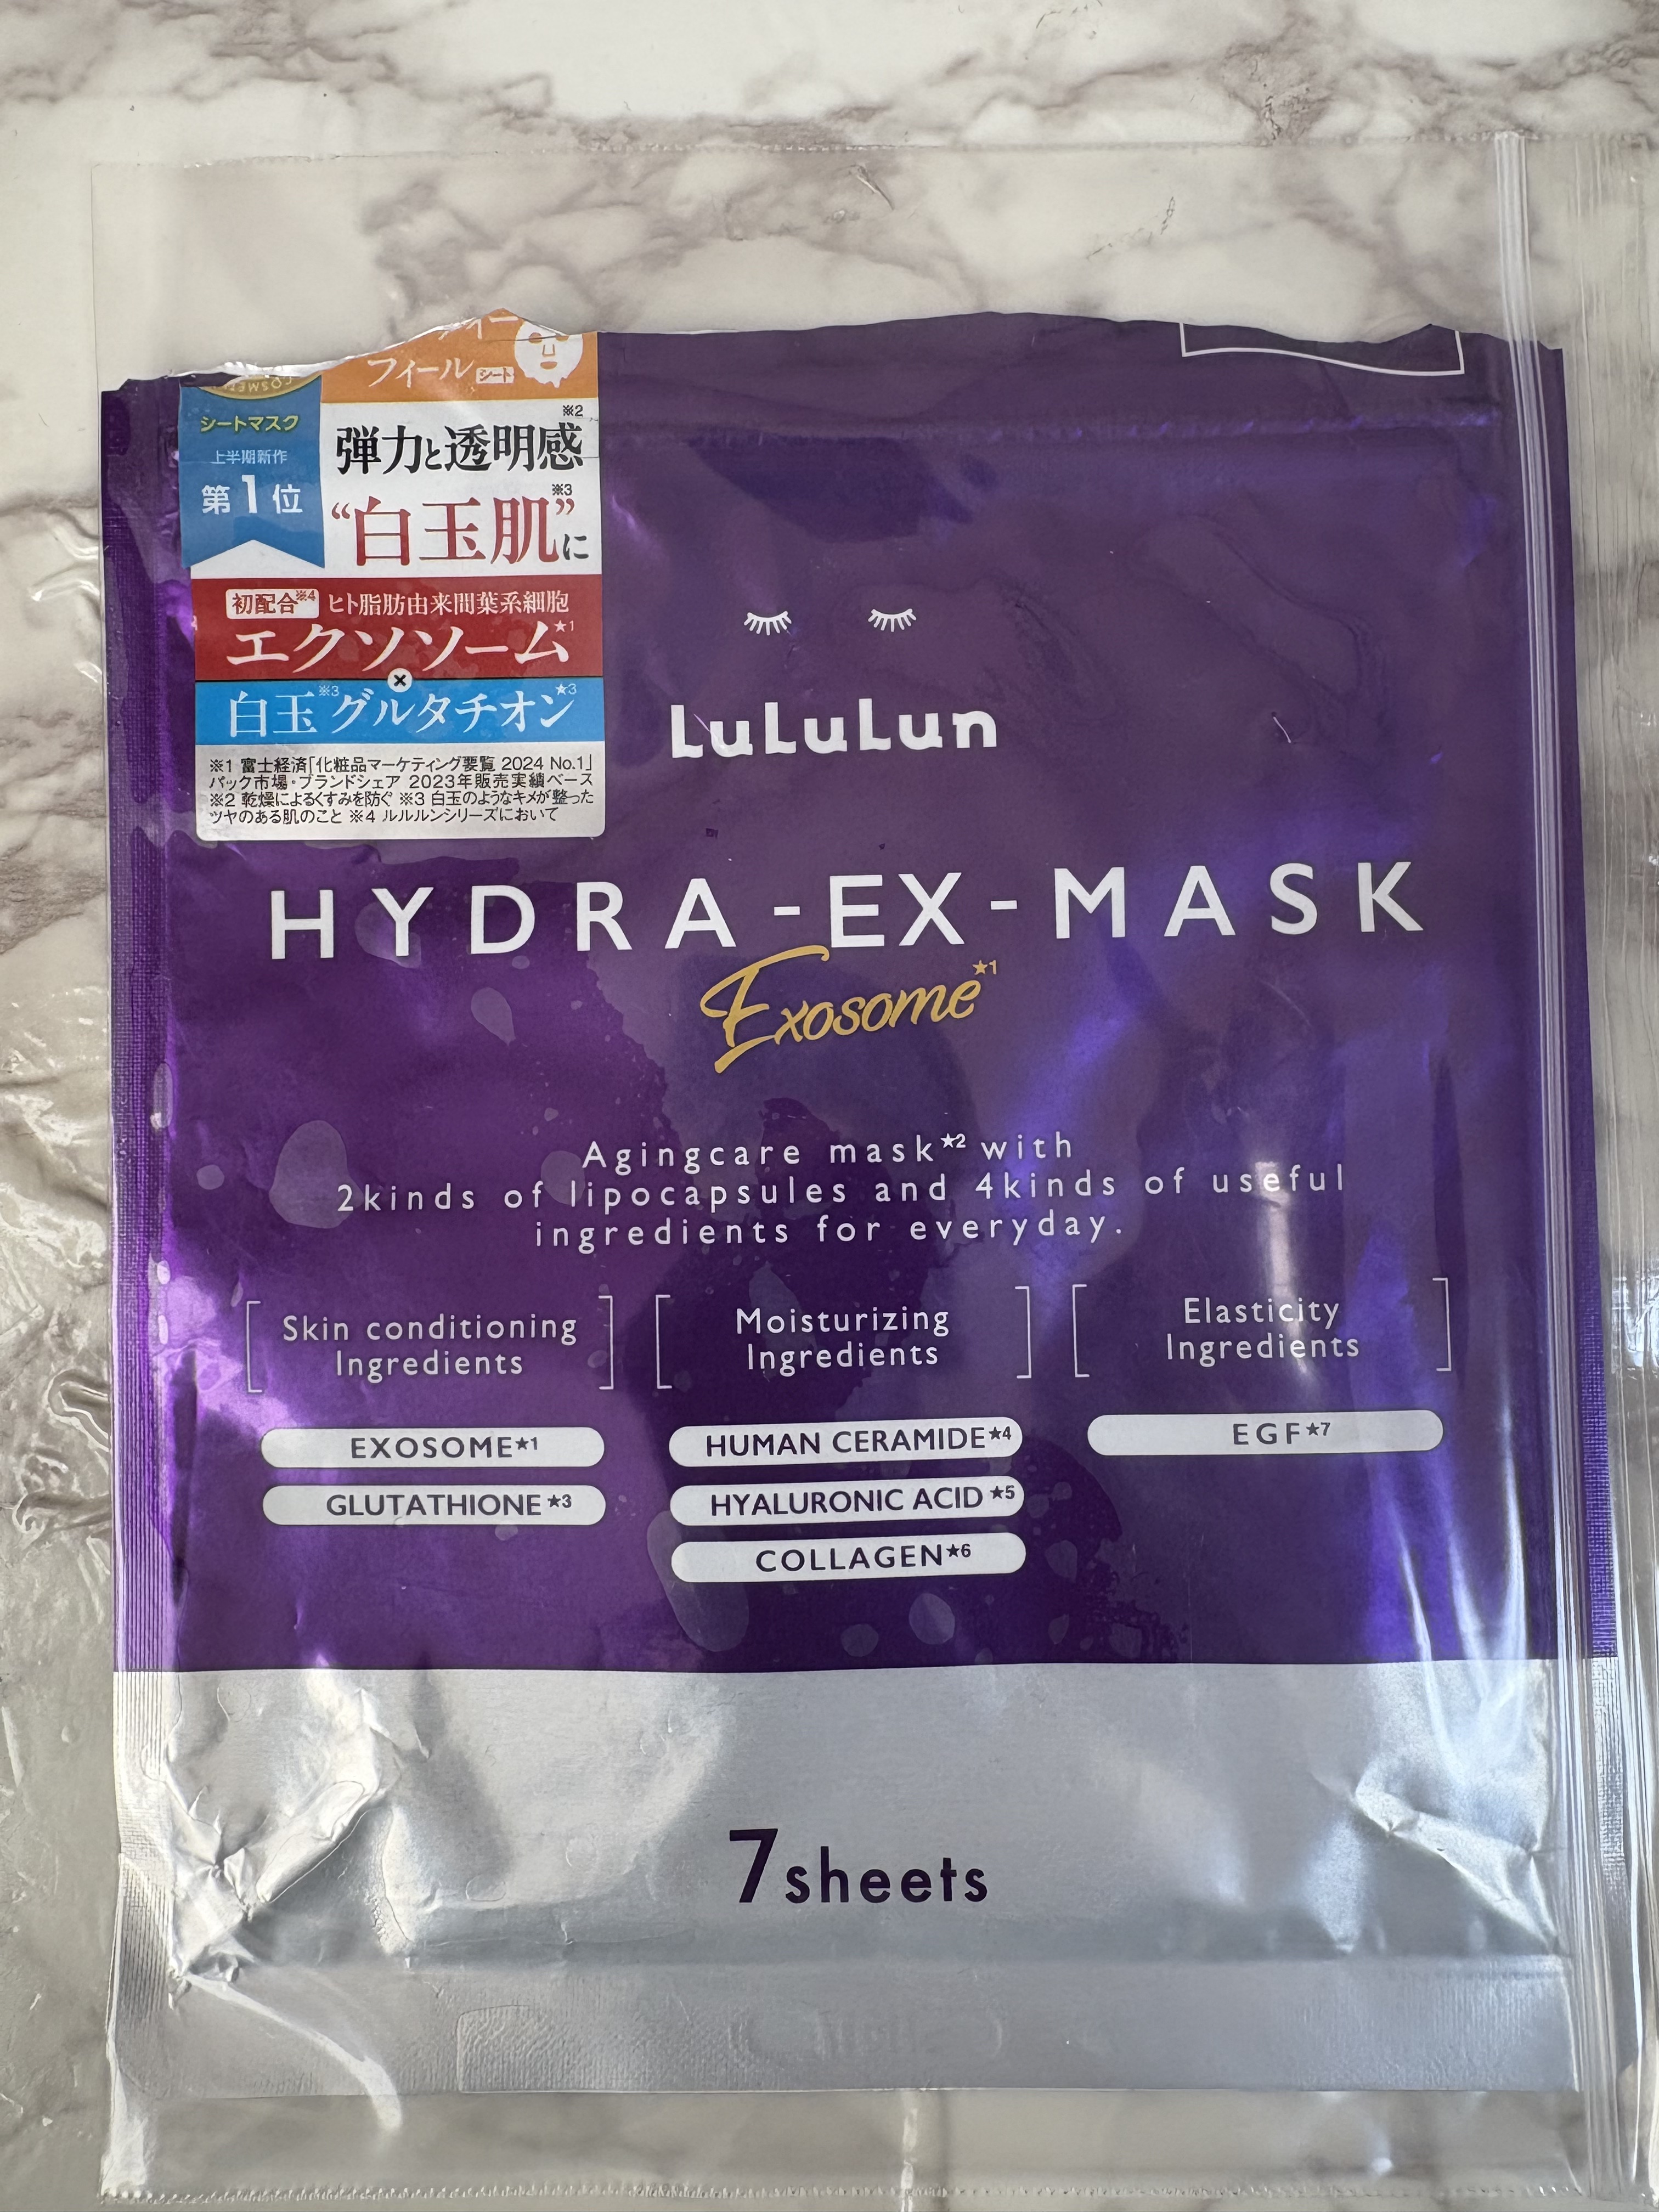 フィール シート
COSME
シートマスク
上半期新作
第1位
弾力と透明感※2
“白玉肌”※3に
初配合※4 ヒト脂肪由来間葉系細胞
エクソソーム★1
×
白玉※3グルタチオン★3
※1 富士経済「化粧品マーケティング要覧 2024 No.1」
パック市場・ブランドシェア 2023年販売実績ベース
※2 乾燥によるくすみを防ぐ ※3 白玉のようなキメが整った
ツヤのある肌のこと ※4 ルルルンシリーズにおいて
LuLuLun
HYDRA-EX-MASK
Exosome★1
Agingcare mask★2 with
2kinds of lipocapsules and 4kinds of useful
ingredients for everyday.
Skin conditioning
Ingredients
EXOSOME★1
GLUTATHIONE★3
Moisturizing
Ingredients
HUMAN CERAMIDE★4
HYALURONIC ACID★5
COLLAGEN★6
Elasticity
Ingredients
EGF★7
7sheets